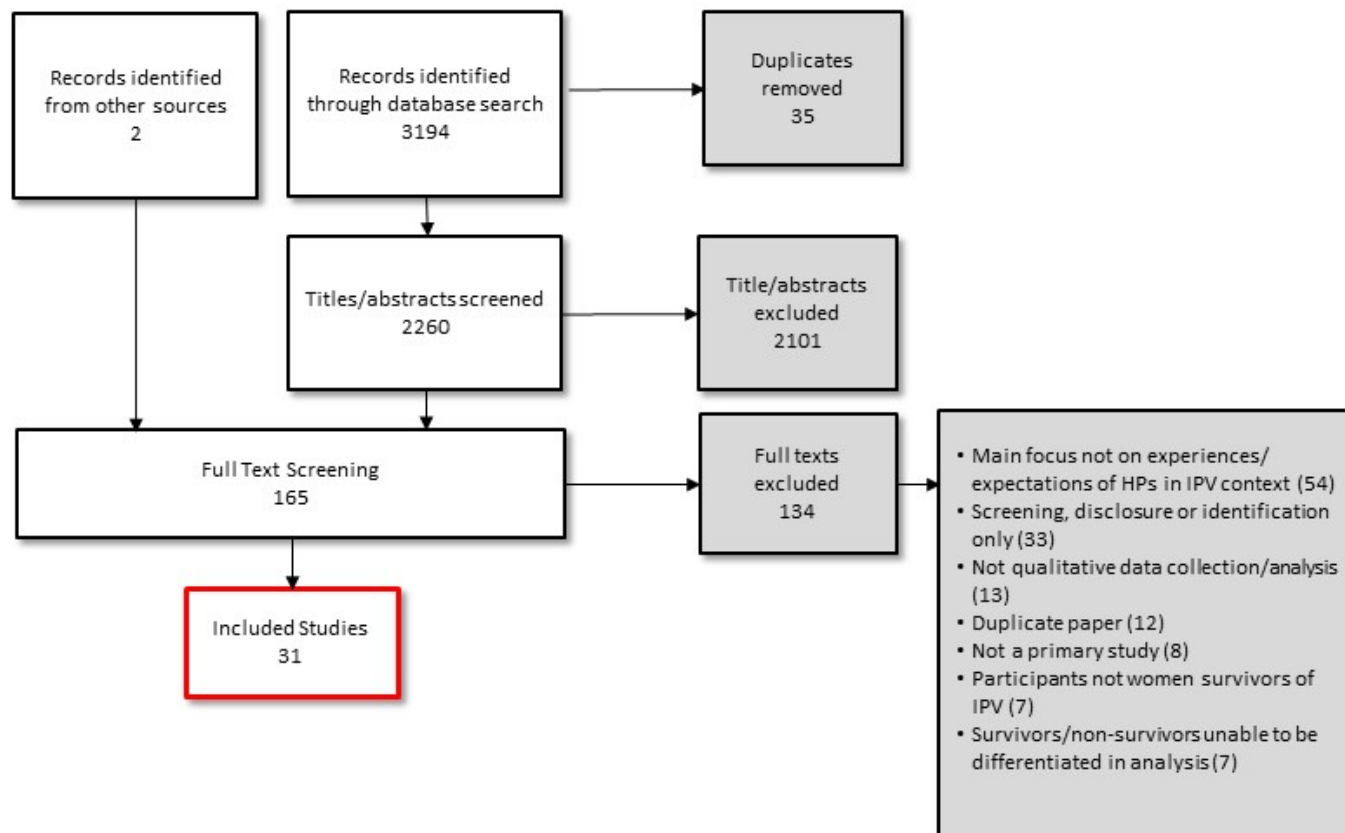 Records identified
from other sources
2
Records identified
through database search
3194
Duplicates
removed
35
Titles/abstracts screened
2260
Title/abstracts
excluded
2101
Full Text Screening
165
Full texts
excluded
134
• Main focus not on experiences/
expectations of HPs in IPV context (54)
• Screening, disclosure or identification
only (33)
• Not qualitative data collection/analysis
(13)
• Duplicate paper (12)
• Not a primary study (8)
• Participants not women survivors of
IPV (7)
• Survivors/non-survivors unable to be
differentiated in analysis (7)
Included Studies
31